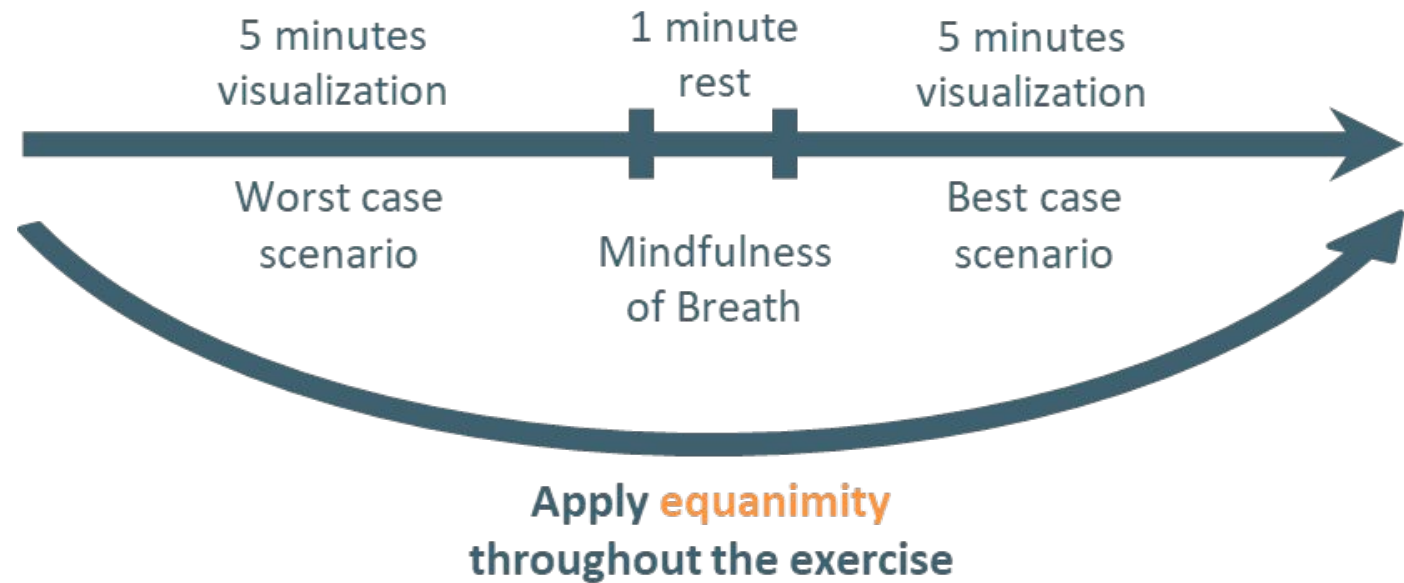 5 minutes
visualization
1 minute
rest
5 minutes
visualization
Worst case
scenario
Mindfulness
of Breath
Best case
scenario
Apply equanimity
throughout the exercise